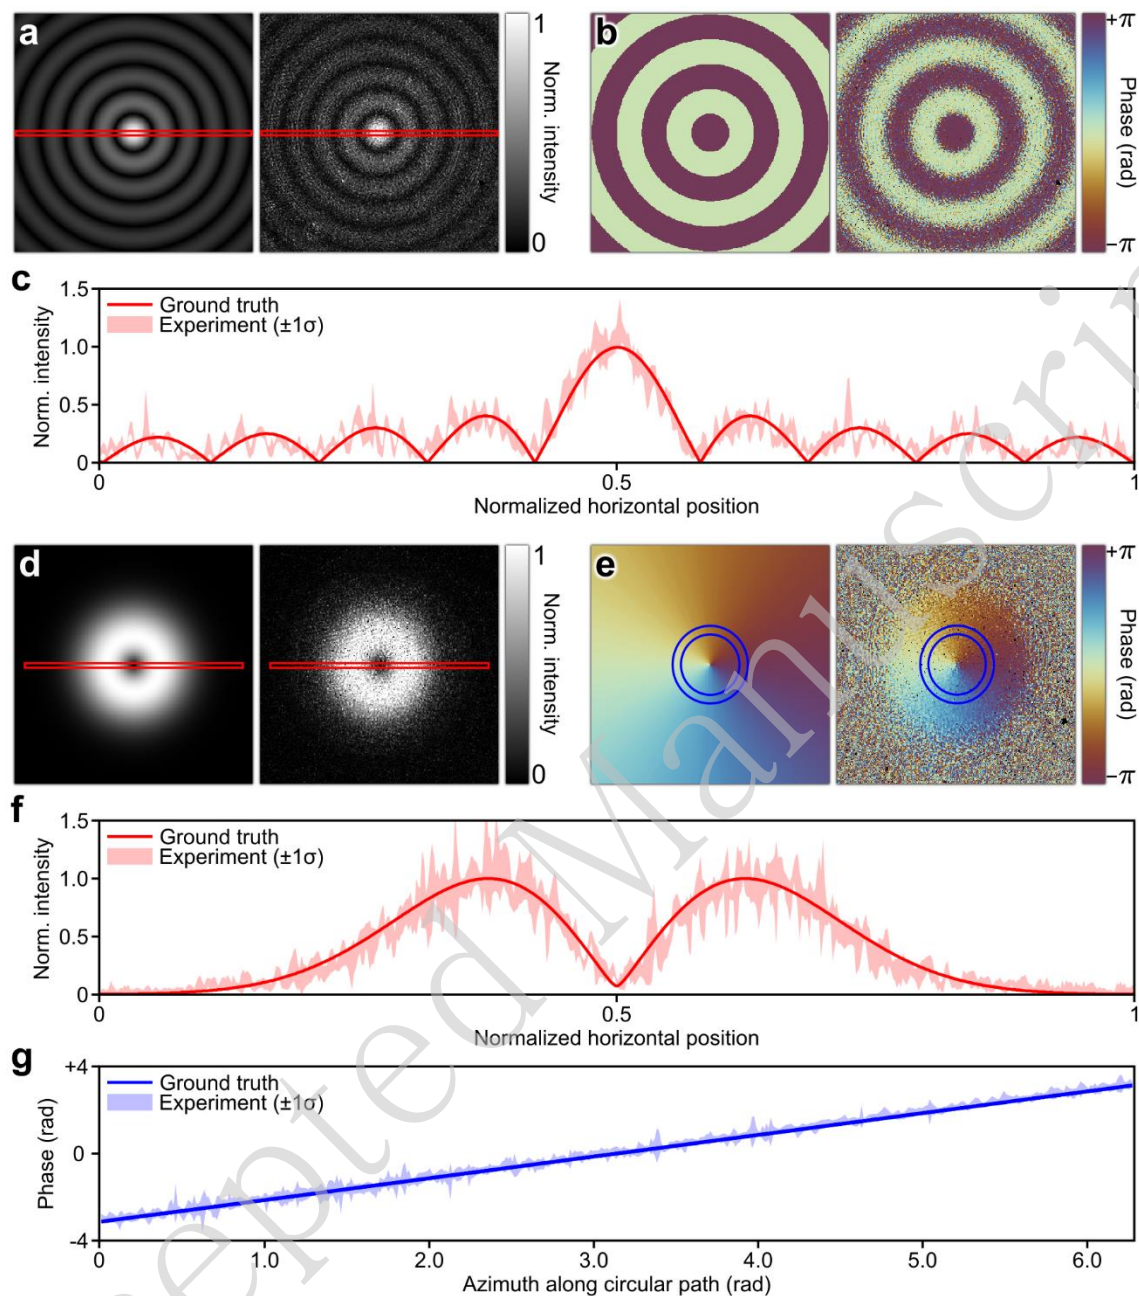 a
1
Norm. intensity
0
b
+π
Phase (rad)
−π
c
1.5
1.0
0.5
0
Norm. intensity
Ground truth
Experiment (±1σ)
0
0.5
1
Normalized horizontal position
d
1
Norm. intensity
0
e
+π
Phase (rad)
−π
f
1.5
1.0
0.5
0
Norm. intensity
Ground truth
Experiment (±1σ)
0
0.5
1
Normalized horizontal position
g
+4
0
-4
Phase (rad)
Ground truth
Experiment (±1σ)
0
1.0
2.0
3.0
4.0
5.0
6.0
Azimuth along circular path (rad)
epted Manuscrip